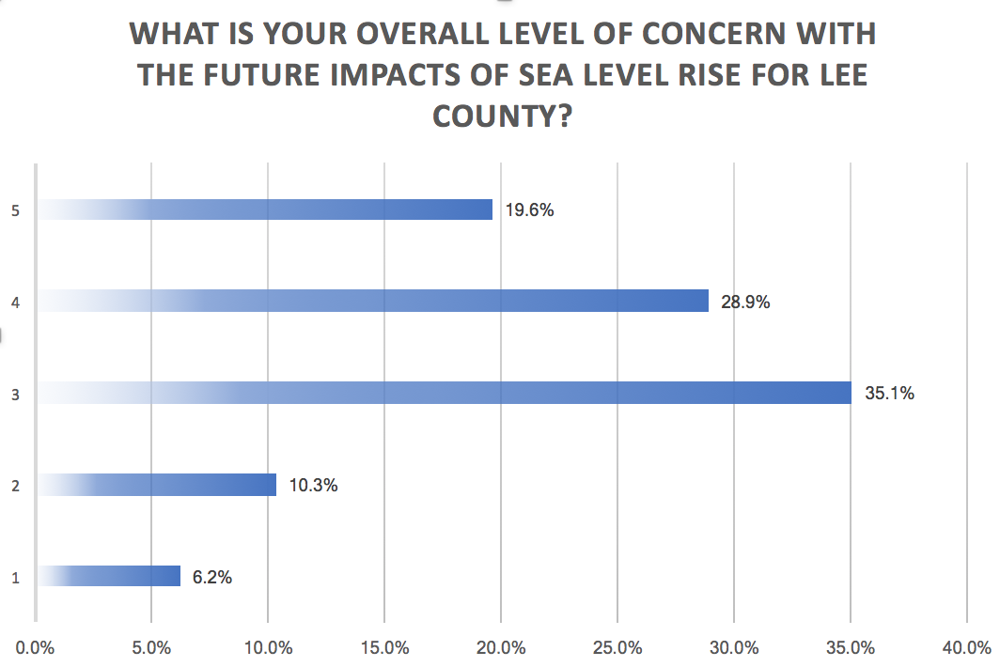 WHAT IS YOUR OVERALL LEVEL OF CONCERN WITH
THE FUTURE IMPACTS OF SEA LEVEL RISE FOR LEE
COUNTY?
5 19.6%
4 28.9%
3 35.1%
2 10.3%
1 6.2%
0.0% 5.0% 10.0% 15.0% 20.0% 25.0% 30.0% 35.0% 40.0%